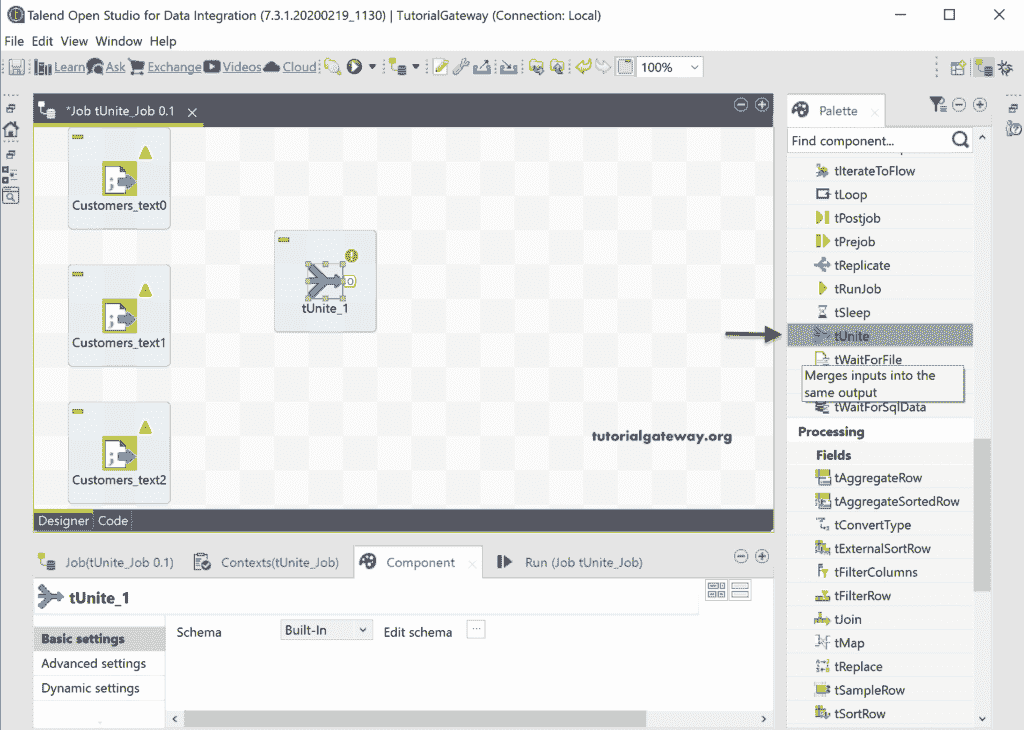 Talend Open Studio for Data Integration (7.3.1.20200219_1130) | TutorialGateway (Connection: Local)
File Edit View Window Help
Learn Ask Exchange Videos Cloud 100%
*Job tUnite_Job 0.1
Palette
Find component...
Customers_text0
Customers_text1
Customers_text2
tUnite_1
tutorialgateway.org
tIterateToFlow
tLoop
tPostjob
tPrejob
tReplicate
tRunJob
tSleep
tUnite
tWaitForFile
Merges inputs into the
same output
tWaitForSqlData
Processing
Fields
tAggregateRow
tAggregateSortedRow
tConvertType
tExternalSortRow
tFilterColumns
tFilterRow
tJoin
tMap
tReplace
tSampleRow
tSortRow
Designer Code
Job(tUnite_Job 0.1) Contexts(tUnite_Job) Component Run (Job tUnite_Job)
tUnite_1
Basic settings
Advanced settings
Dynamic settings
Schema Built-In Edit schema ...